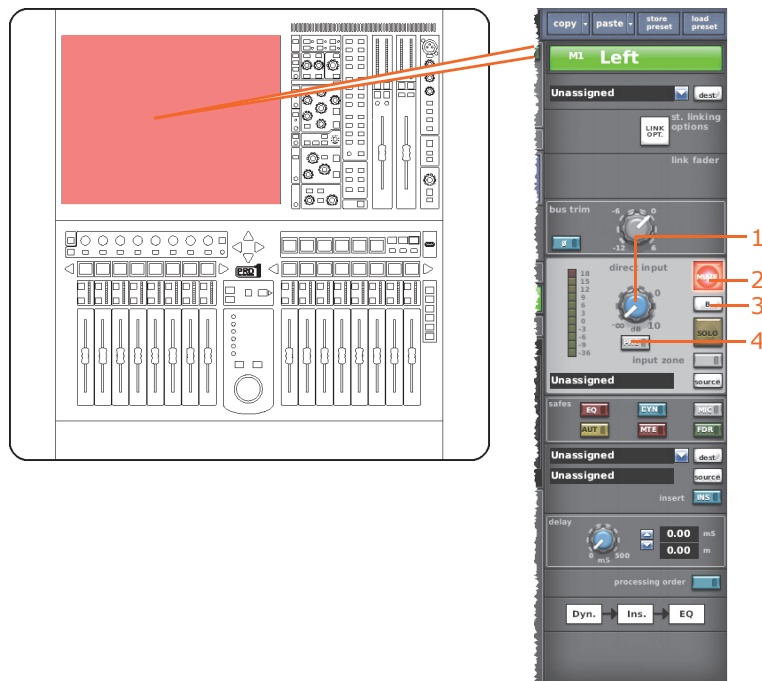 copy paste store preset load preset
M1 Left
Unassigned dest
LINK OPT. st. linking options
link fader
bus trim
-6 0
-12 6
ø
1
direct input
MUTE 2
B 3
18
15
12
9
6
3
0
-3
-6
-9
-36
0
-∞ 10
dB
SOLO
PRE 4
input zone
Unassigned source
safes
EQ DYN MIC
AUT MTE FDR
Unassigned dest
Unassigned source
insert INS
delay
0 500
mS
0.00 mS
0.00 m
processing order
Dyn. Ins. EQ
PRO1